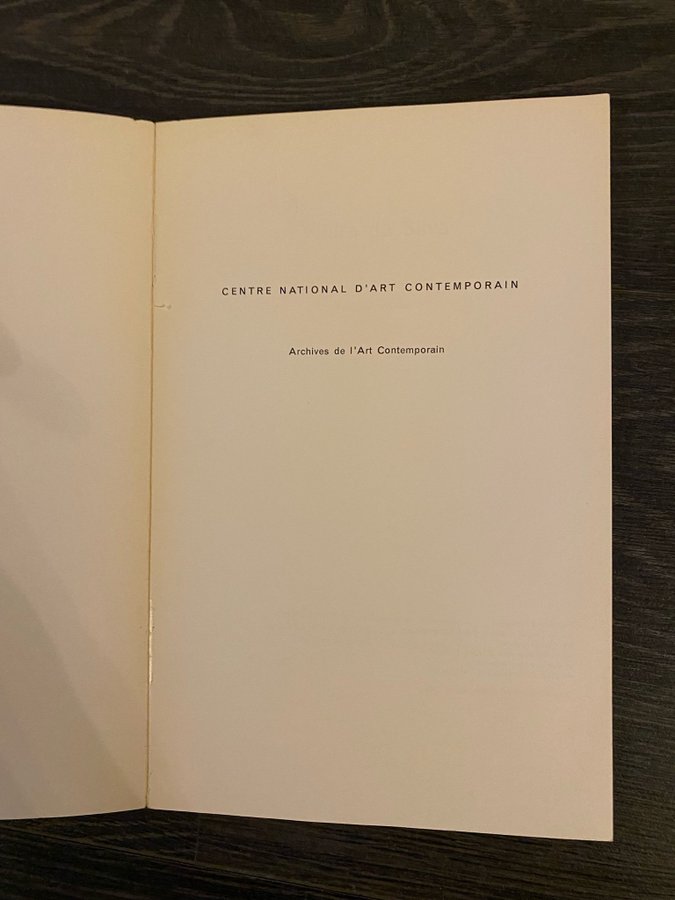 CENTRE NATIONAL D'ART CONTEMPORAIN
Archives de l'Art Contemporain